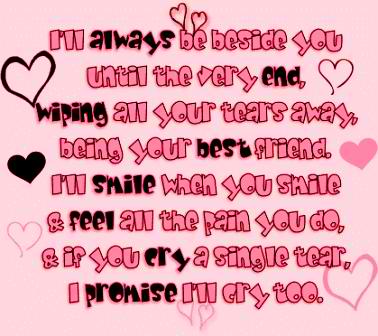 I'll always be beside you
until the very end,
wiping all your tears away,
being your best friend.
I'll smile when you smile
& feel all the pain you do,
& if you cry a single tear,
I promise I'll cry too.